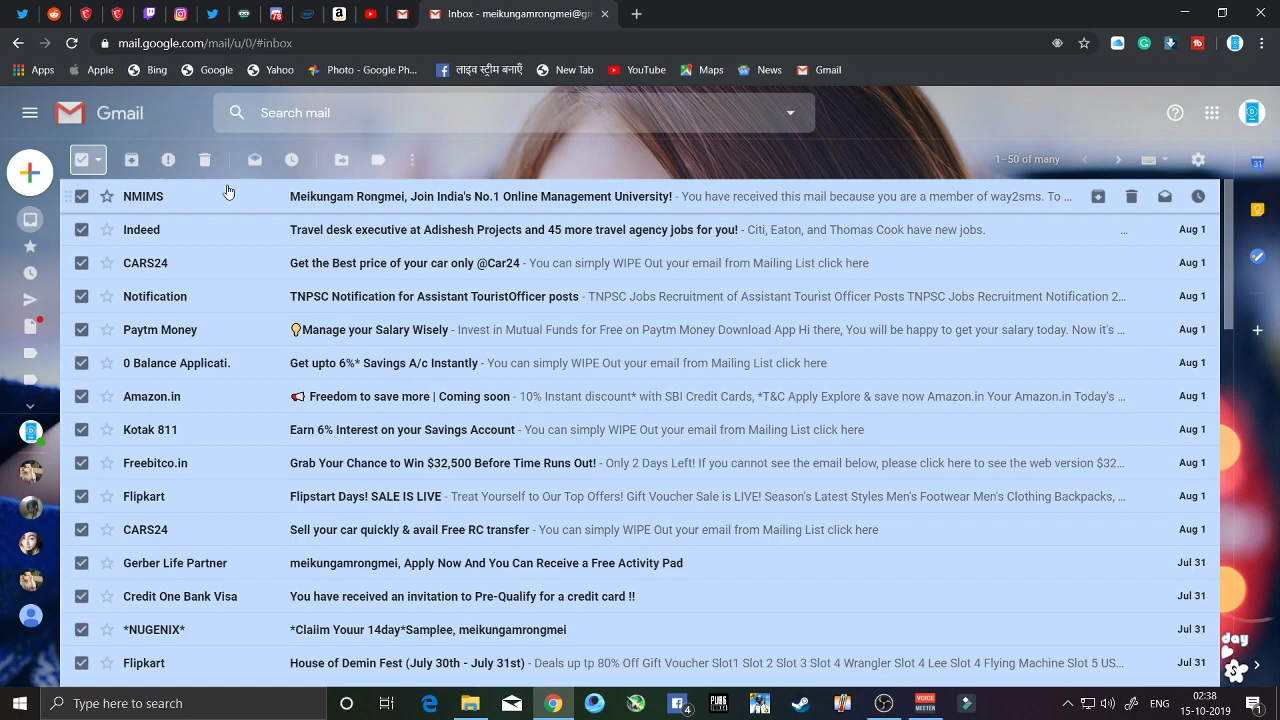 78
Inbox - meikungamrongmei@gm
mail.google.com/mail/u/0/#inbox
Apps Apple Bing Google Yahoo Photo - Google P... लाइव स्ट्रीम बनाएँ New Tab YouTube Maps News Gmail
Gmail Search mail
1–50 of many
31
NMIMS Meikungam Rongmei, Join India's No.1 Online Management University! - You have received this mail because you are a member of way2sms. To ...
Indeed Travel desk executive at Adishesh Projects and 45 more travel agency jobs for you! - Citi, Eaton, and Thomas Cook have new jobs. ... Aug 1
CARS24 Get the Best price of your car only @Car24 - You can simply WIPE Out your email from Mailing List click here Aug 1
Notification TNPSC Notification for Assistant TouristOfficer posts - TNPSC Jobs Recruitment of Assistant Tourist Officer Posts TNPSC Jobs Recruitment Notification 2... Aug 1
Paytm Money 💡Manage your Salary Wisely - Invest in Mutual Funds for Free on Paytm Money Download App Hi there, You will be happy to get your salary today. Now it's ... Aug 1
0 Balance Applicati. Get upto 6%* Savings A/c Instantly - You can simply WIPE Out your email from Mailing List click here Aug 1
Amazon.in 📢 Freedom to save more | Coming soon - 10% Instant discount* with SBI Credit Cards, *T&C Apply Explore & save now Amazon.in Your Amazon.in Today's ... Aug 1
Kotak 811 Earn 6% Interest on your Savings Account - You can simply WIPE Out your email from Mailing List click here Aug 1
Freebitco.in Grab Your Chance to Win $32,500 Before Time Runs Out! - Only 2 Days Left! If you cannot see the email below, please click here to see the web version $32... Aug 1
Flipkart Flipstart Days! SALE IS LIVE - Treat Yourself to Our Top Offers! Gift Voucher Sale is LIVE! Season's Latest Styles Men's Footwear Men's Clothing Backpacks, ... Aug 1
CARS24 Sell your car quickly & avail Free RC transfer - You can simply WIPE Out your email from Mailing List click here Aug 1
Gerber Life Partner meikungamrongmei, Apply Now And You Can Receive a Free Activity Pad Jul 31
Credit One Bank Visa You have received an invitation to Pre-Qualify for a credit card !! Jul 31
*NUGENIX* *Claiim Youur 14day*Samplee, meikungamrongmei Jul 31
Flipkart House of Demin Fest (July 30th - July 31st) - Deals up tp 80% Off Gift Voucher Slot1 Slot 2 Slot 3 Slot 4 Wrangler Slot 4 Lee Slot 4 Flying Machine Slot 5 US... Jul 31
day
Type here to search
4
PUBG
VOICE MEETER
ENG
02:38
15-10-2019